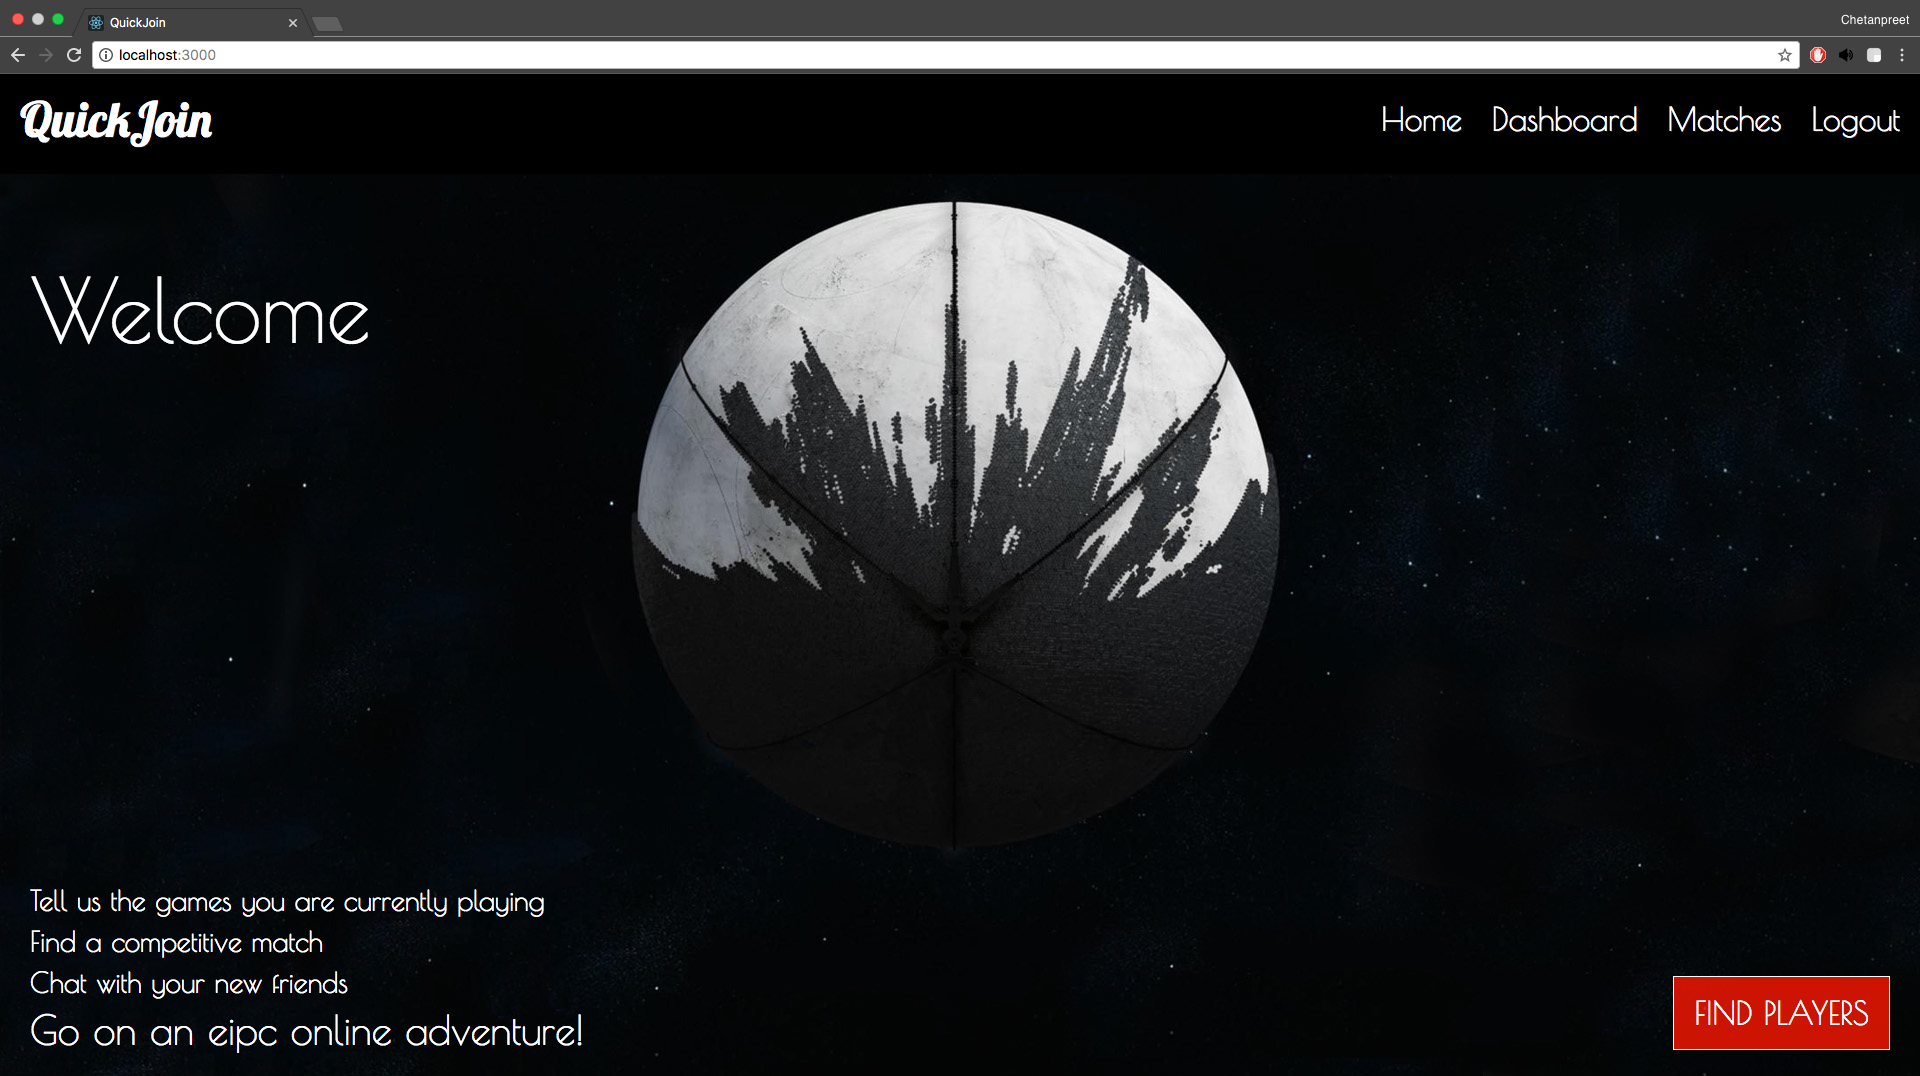 QuickJoin
Chetanpreet
localhost:3000
QuickJoin
Home Dashboard Matches Logout
Welcome
Tell us the games you are currently playing
Find a competitive match
Chat with your new friends
Go on an eipc online adventure!
FIND PLAYERS